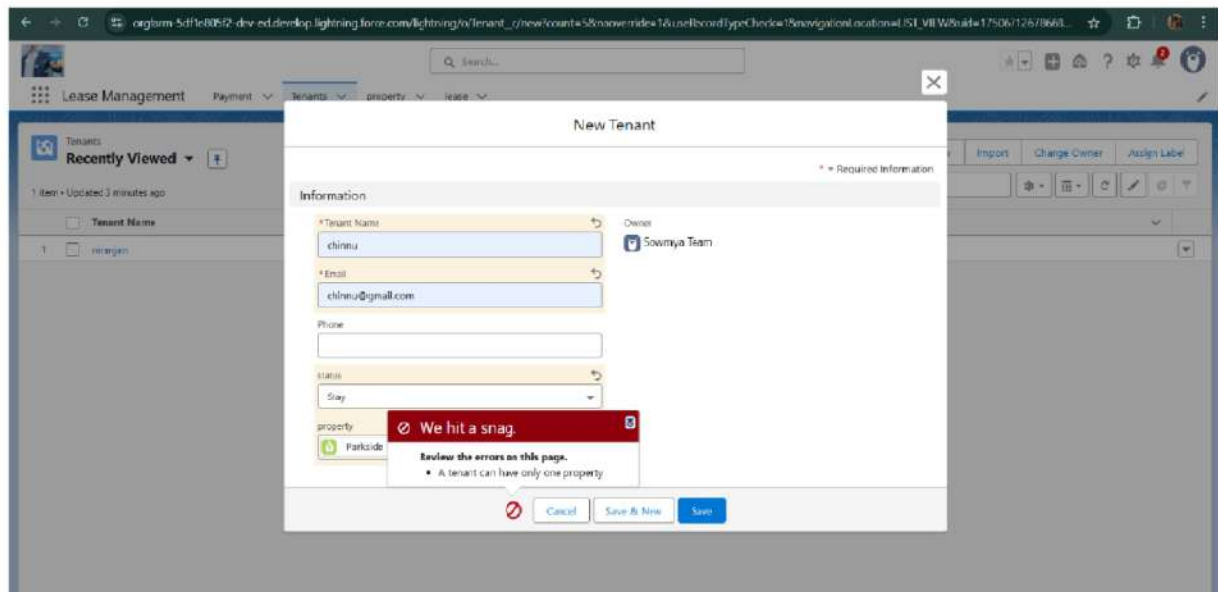 Search...
Lease Management Payment Tenants property lease
Tenants
Recently Viewed
Import Change Owner Assign Label
1 item • Updated 3 minutes ago
Tenant Name
1
New Tenant
* = Required Information
Information
*Tenant Name
chinnu
Owner
Sowmiya Team
*Email
chinnu@gmail.com
Phone
status
Stay
property
Parkside
We hit a snag.
Review the errors on this page.
• A tenant can have only one property
Cancel Save & New Save
2